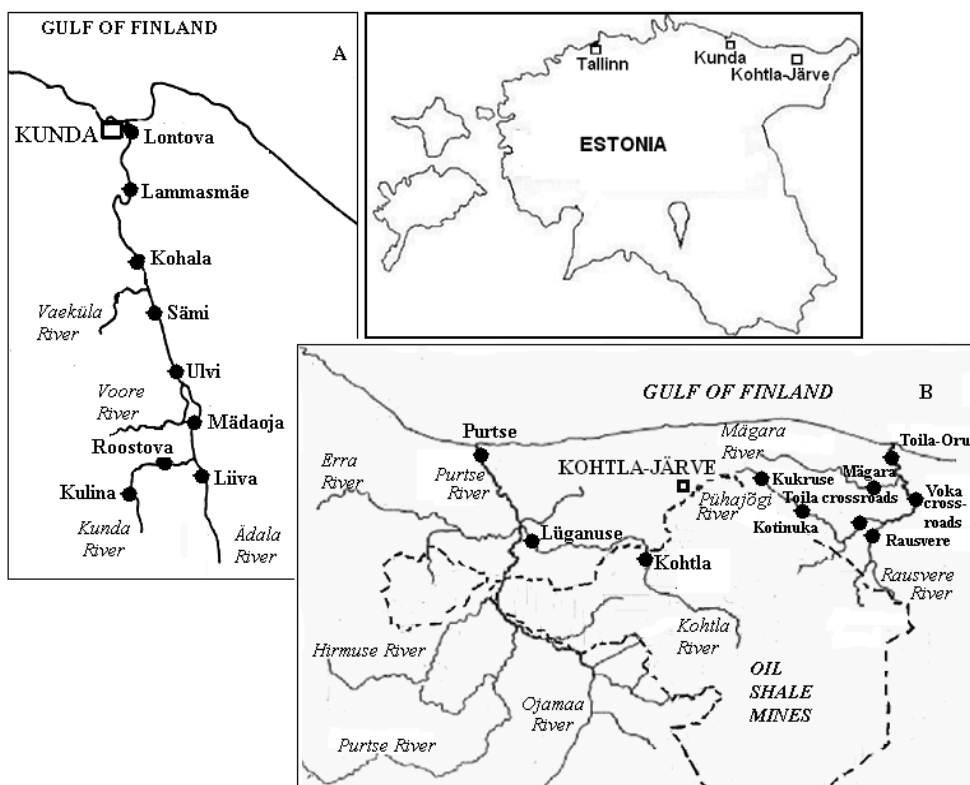 GULF OF FINLAND
A
KUNDA
Lontova
Lammasmäe
Kohala
Vaeküla
River
Sämi
Ulvi
Voore
River
Mädaoja
Roostova
Liiva
Kulina
Kunda
River
Ädala
River
Tallinn
Kunda
Kohtla-Järve
ESTONIA
GULF OF FINLAND
B
Purtse
Mägara
River
Toila-Oru
Erra
River
Purtse
River
KOHTLA-JÄRVE
Kukruse
Mägara
Pühajõgi
River
Toila crossroads
Voka
cross-
roads
Kotinuka
Lüganuse
Rausvere
Kohtla
Rausvere
River
Kohtla
River
Hirmuse River
OIL
SHALE
MINES
Ojamaa
River
Purtse River